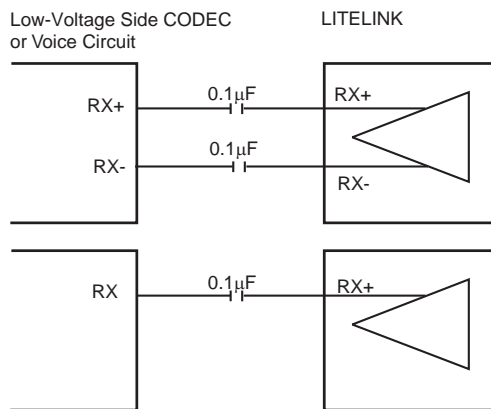 Low-Voltage Side CODEC
or Voice Circuit
LITELINK
0.1μF
RX+
RX+
0.1μF
RX-
RX-
0.1μF
RX
RX+